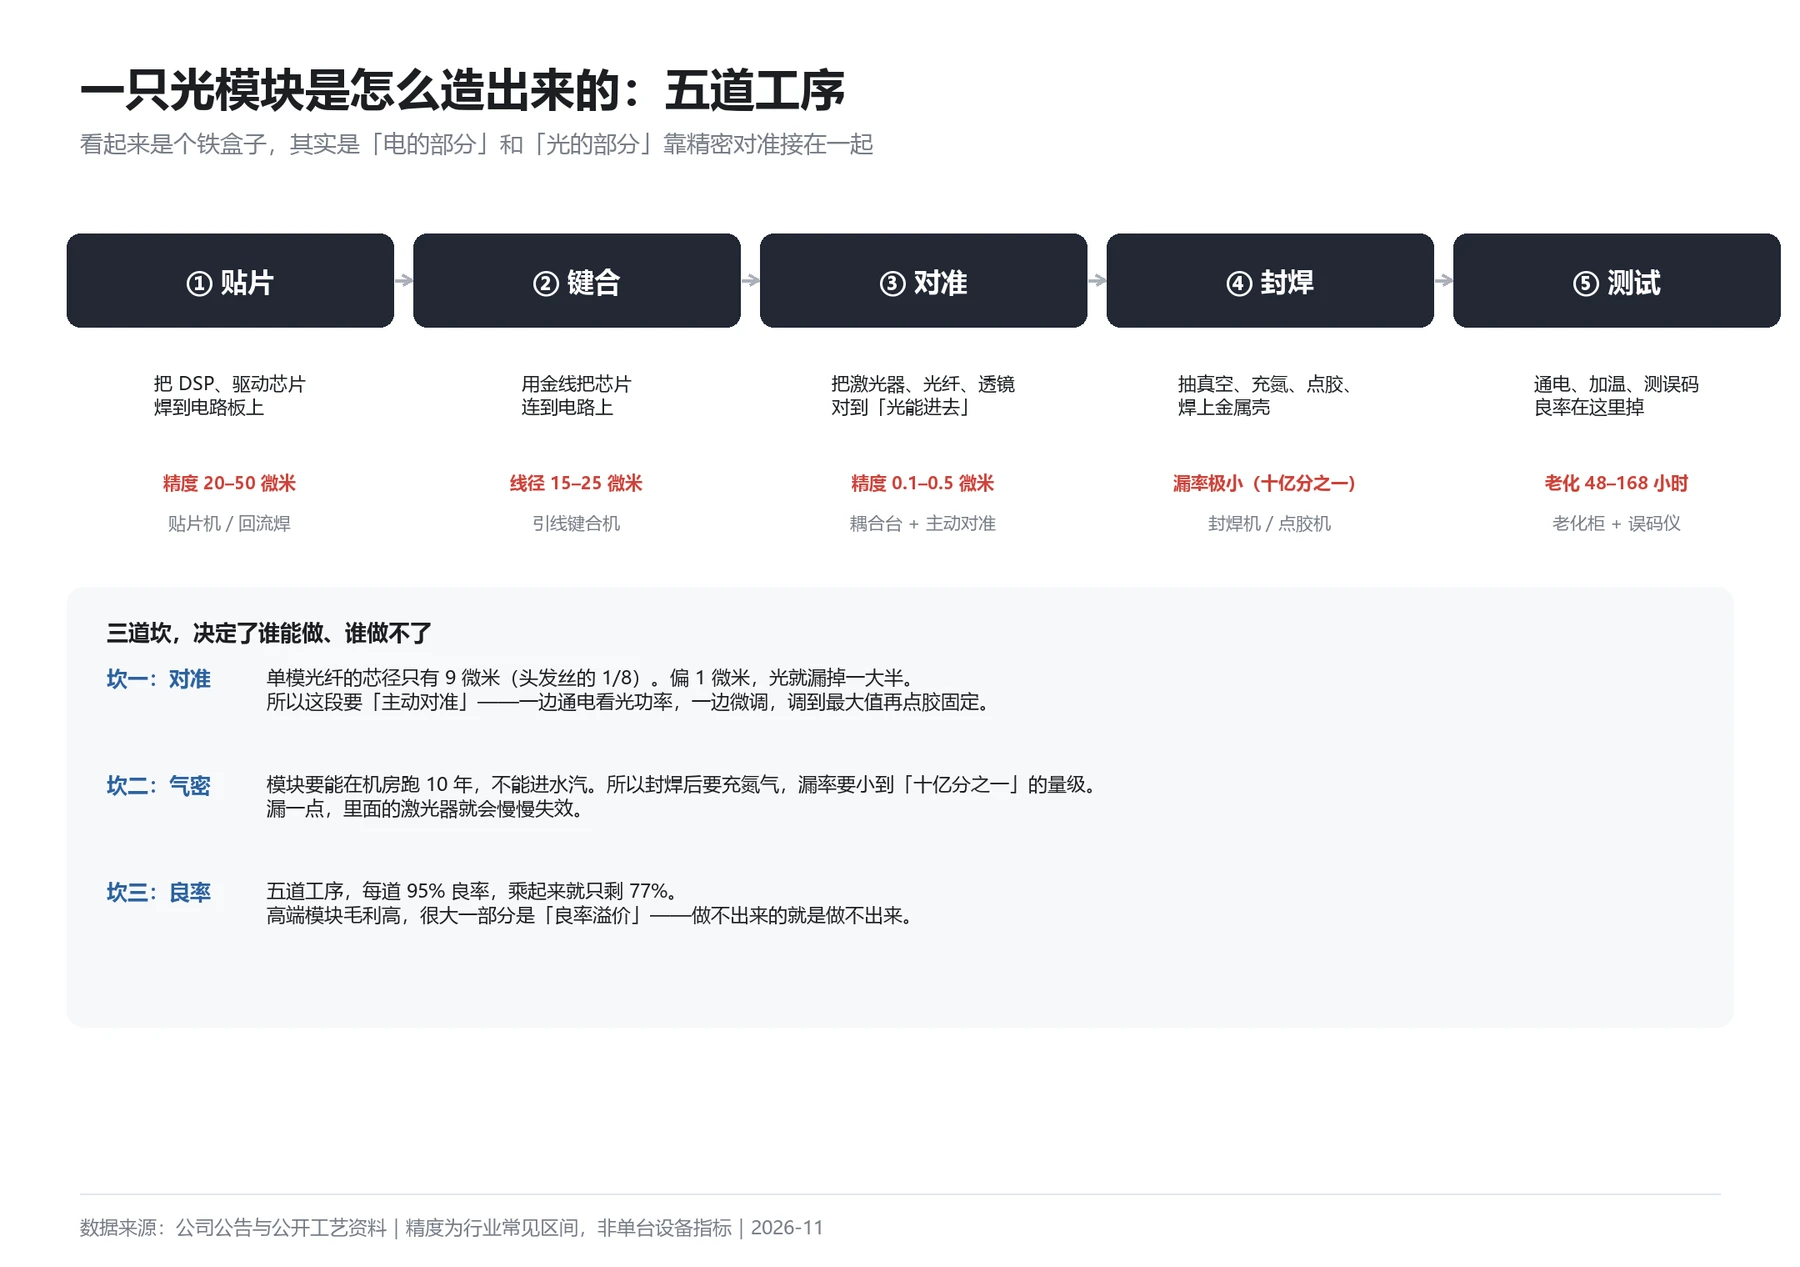 一只光模块是怎么造出来的：五道工序
看起来是个铁盒子，其实是「电的部分」和「光的部分」靠精密对准接在一起
① 贴片
② 键合
③ 对准
④ 封焊
⑤ 测试
把 DSP、驱动芯片
焊到电路板上
用金线把芯片
连到电路上
把激光器、光纤、透镜
对到「光能进去」
抽真空、充氮、点胶、
焊上金属壳
通电、加温、测误码
良率在这里掉
精度 20–50 微米
线径 15–25 微米
精度 0.1–0.5 微米
漏率极小（十亿分之一）
老化 48–168 小时
贴片机 / 回流焊
引线键合机
耦合台 + 主动对准
封焊机 / 点胶机
老化柜 + 误码仪
三道坎，决定了谁能做、谁做不了
坎一：对准
单模光纤的芯径只有 9 微米（头发丝的 1/8）。偏 1 微米，光就漏掉一大半。
所以这段要「主动对准」——一边通电看光功率，一边微调，调到最大值再点胶固定。
坎二：气密
模块要能在机房跑 10 年，不能进水汽。所以封焊后要充氮气，漏率要小到「十亿分之一」的量级。
漏一点，里面的激光器就会慢慢失效。
坎三：良率
五道工序，每道 95% 良率，乘起来就只剩 77%。
高端模块毛利高，很大一部分是「良率溢价」——做不出来的就是做不出来。
数据来源：公司公告与公开工艺资料 | 精度为行业常见区间，非单台设备指标 | 2026-11